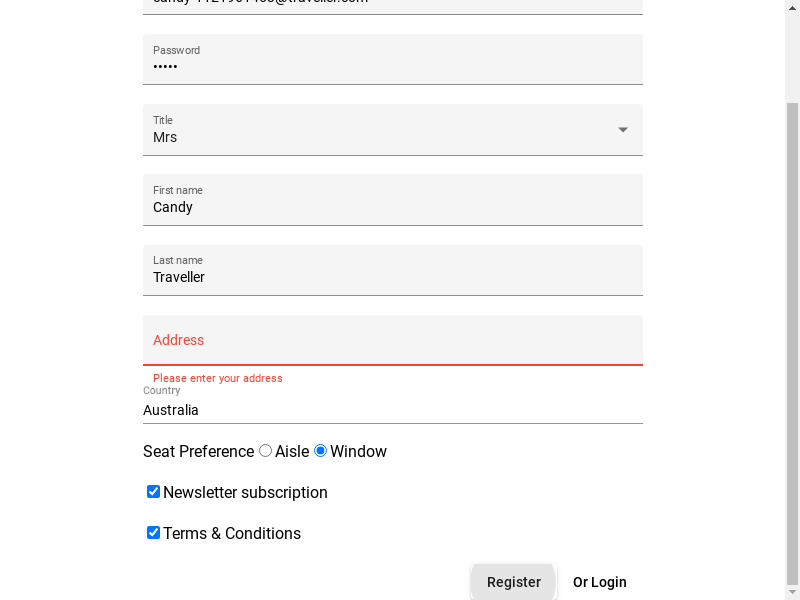 Password
•••••
Title
Mrs
First name
Candy
Last name
Traveller
Address
Please enter your address
Country
Australia
Seat Preference Aisle Window
Newsletter subscription
Terms & Conditions
Register Or Login